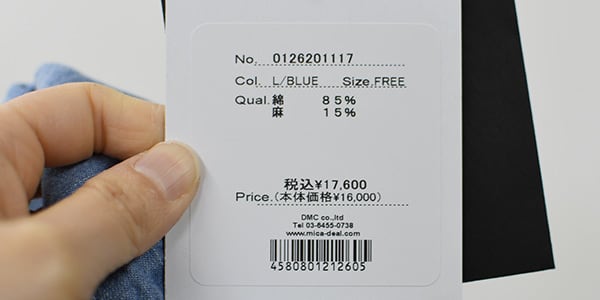 No. 0126201117
Col. L/BLUE Size.FREE
Qual.綿 85%
麻 15%
税込¥17,600
Price.(本体価格¥16,000)
DMC co.,ltd
Tel 03-6455-0738
www.mica-deal.com
4580801212605